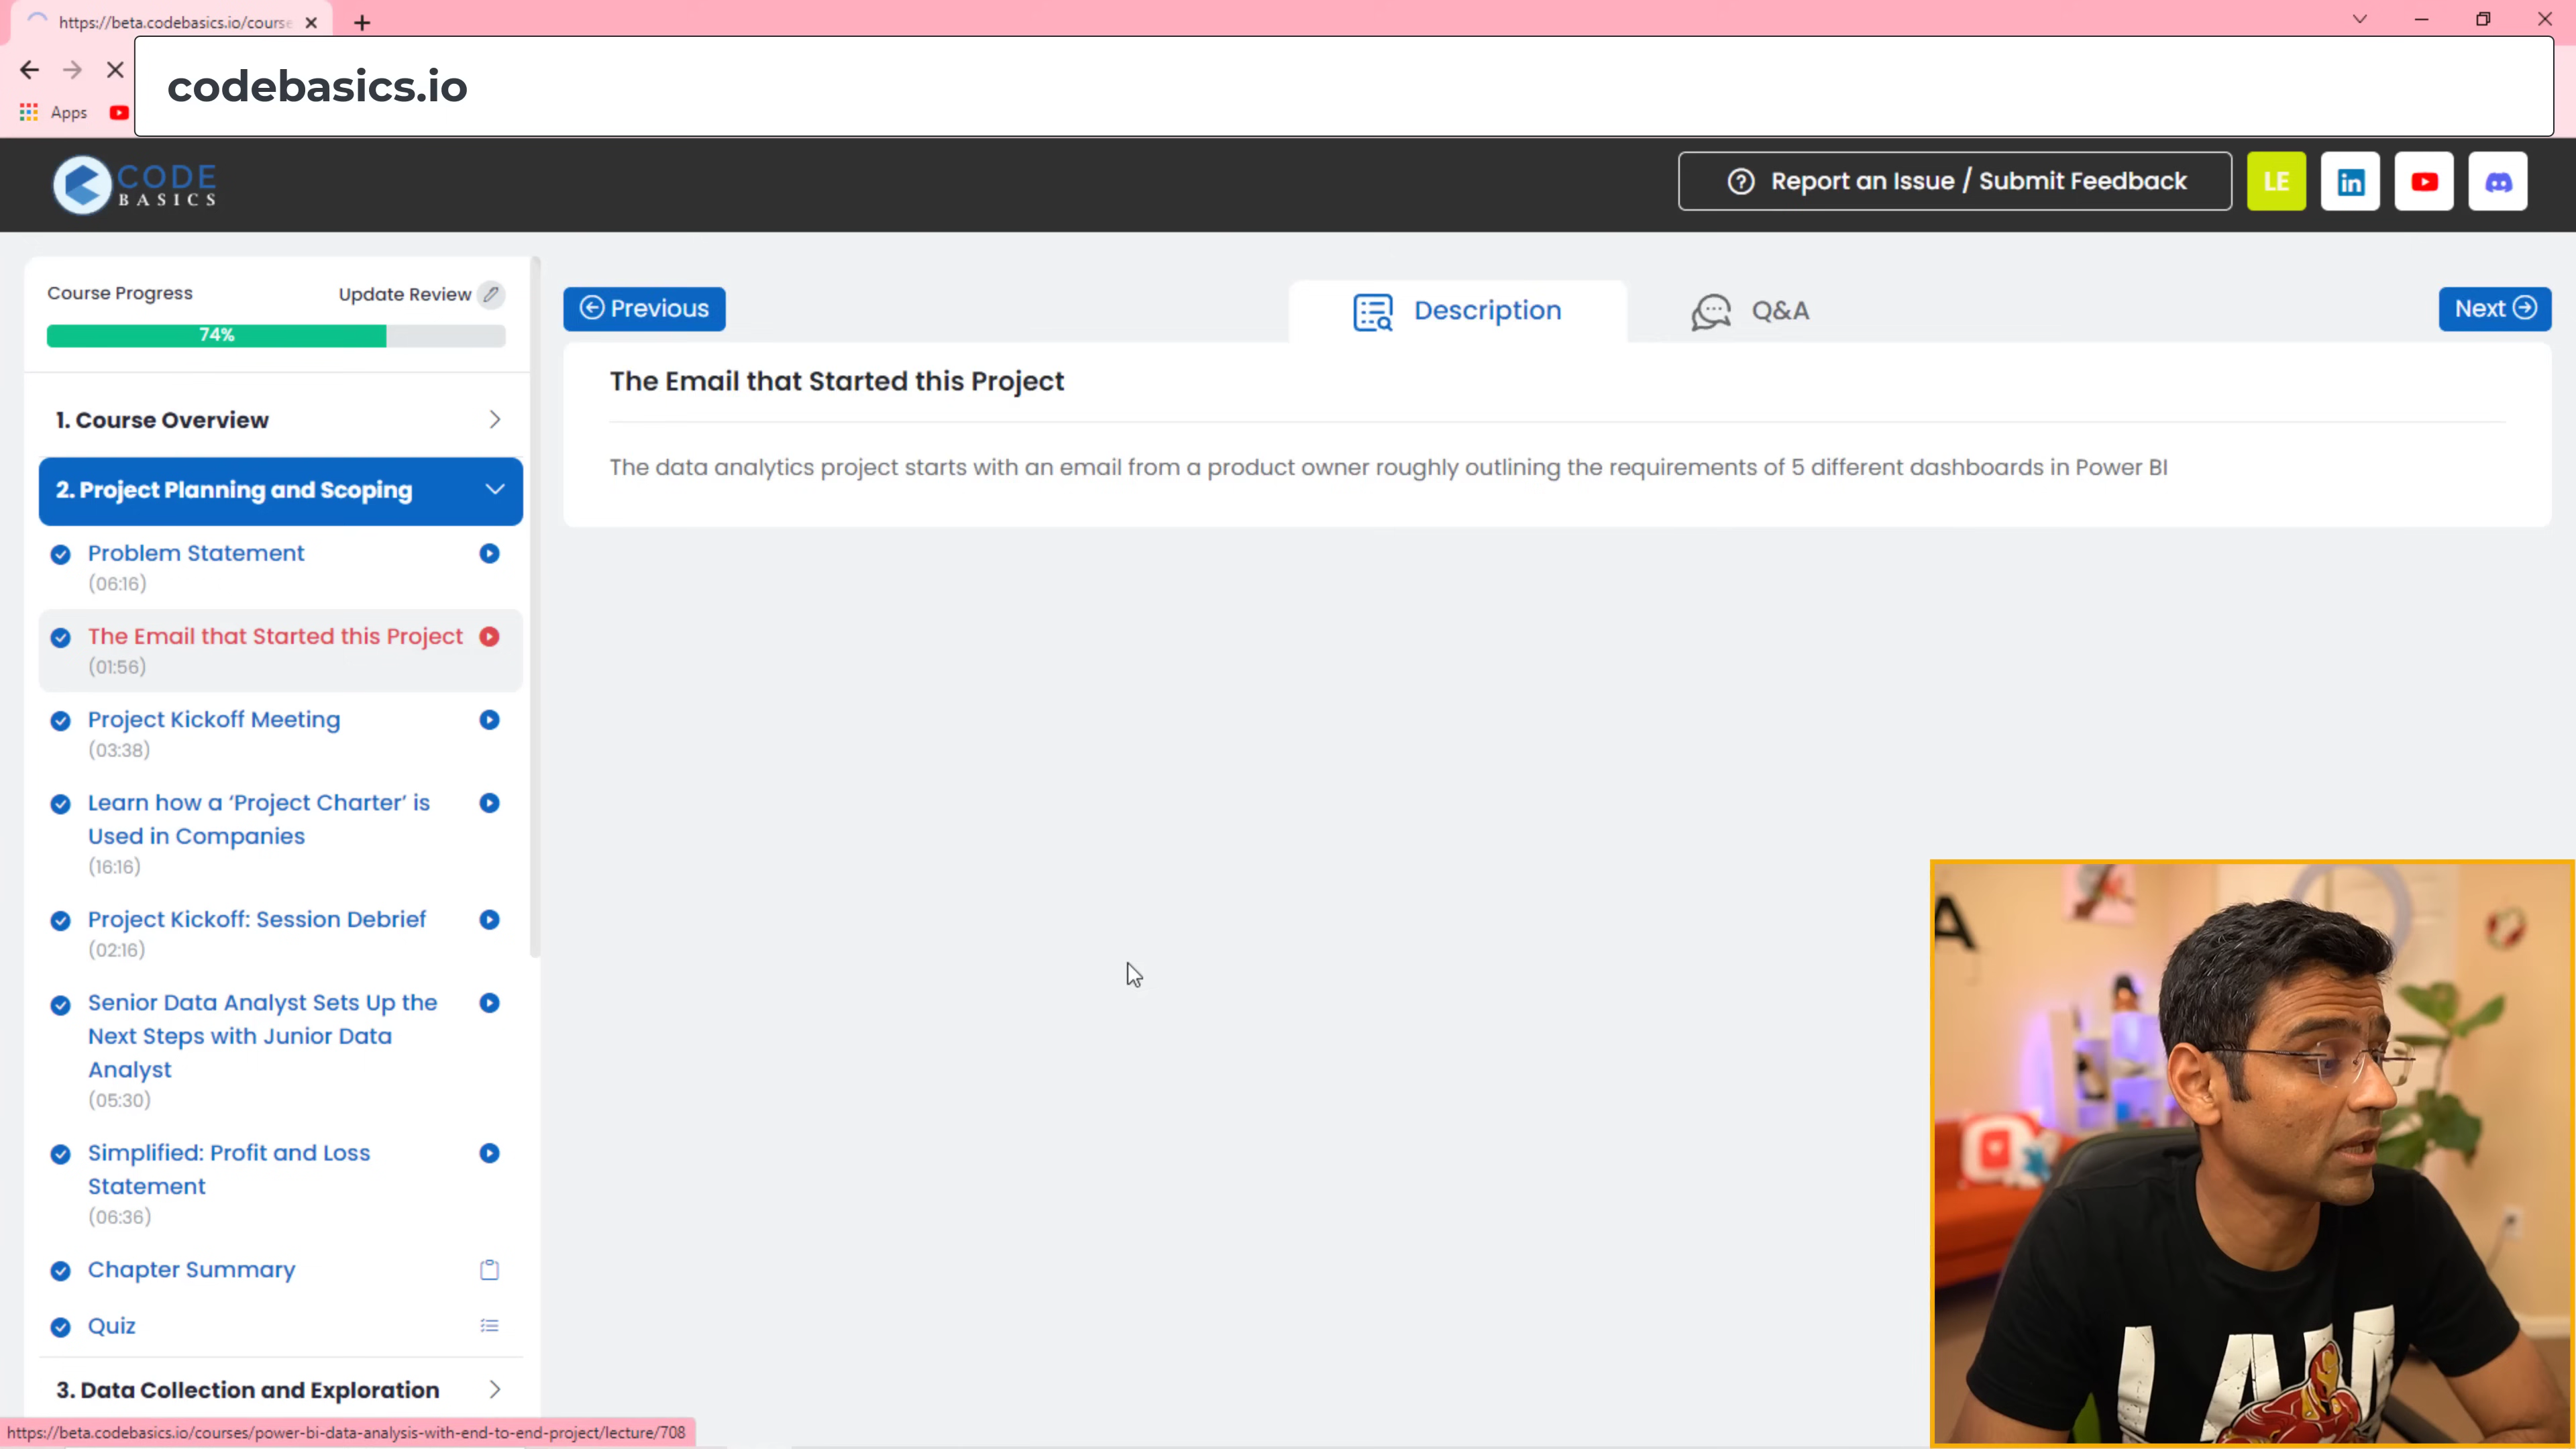 https://beta.codebasics.io/course
codebasics.io
Apps
CODE
BASICS
Report an Issue / Submit Feedback
LE
in
Course Progress
Update Review
74%
Previous
Description
Q&A
Next
1. Course Overview
The Email that Started this Project
The data analytics project starts with an email from a product owner roughly outlining the requirements of 5 different dashboards in Power BI
2. Project Planning and Scoping
Problem Statement
(06:16)
The Email that Started this Project
(01:56)
Project Kickoff Meeting
(03:38)
Learn how a ‘Project Charter’ is
Used in Companies
(16:16)
Project Kickoff: Session Debrief
(02:16)
Senior Data Analyst Sets Up the
Next Steps with Junior Data
Analyst
(05:30)
Simplified: Profit and Loss
Statement
(06:36)
Chapter Summary
Quiz
3. Data Collection and Exploration
https://beta.codebasics.io/courses/power-bi-data-analysis-with-end-to-end-project/lecture/708
A
I AM